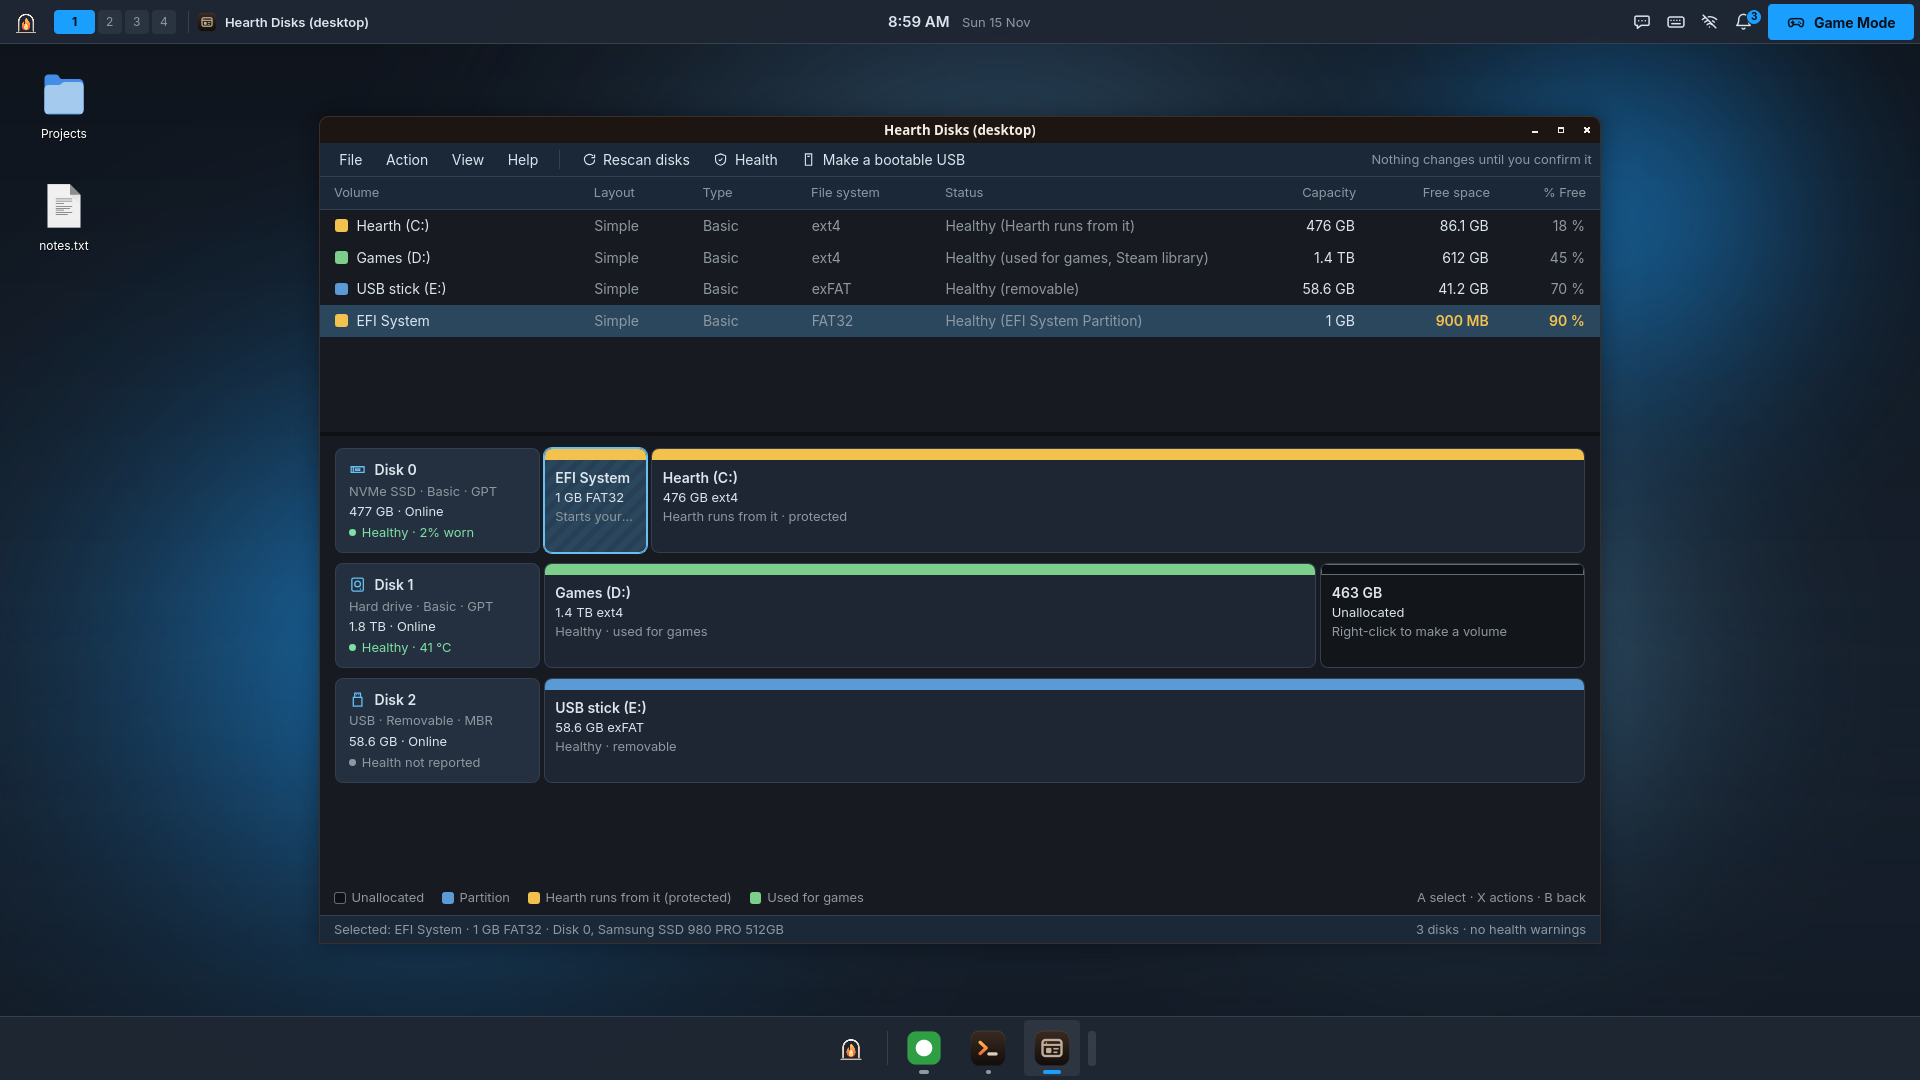 1 2 3 4 Hearth Disks (desktop) 8:59 AM Sun 15 Nov 3 Game Mode
Projects
notes.txt
Hearth Disks (desktop)
File Action View Help Rescan disks Health Make a bootable USB Nothing changes until you confirm it
Volume Layout Type File system Status Capacity Free space % Free
Hearth (C:) Simple Basic ext4 Healthy (Hearth runs from it) 476 GB 86.1 GB 18 %
Games (D:) Simple Basic ext4 Healthy (used for games, Steam library) 1.4 TB 612 GB 45 %
USB stick (E:) Simple Basic exFAT Healthy (removable) 58.6 GB 41.2 GB 70 %
EFI System Simple Basic FAT32 Healthy (EFI System Partition) 1 GB 900 MB 90 %
Disk 0
NVMe SSD · Basic · GPT
477 GB · Online
Healthy · 2% worn
EFI System
1 GB FAT32
Starts your...
Hearth (C:)
476 GB ext4
Hearth runs from it · protected
Disk 1
Hard drive · Basic · GPT
1.8 TB · Online
Healthy · 41 °C
Games (D:)
1.4 TB ext4
Healthy · used for games
463 GB
Unallocated
Right-click to make a volume
Disk 2
USB · Removable · MBR
58.6 GB · Online
Health not reported
USB stick (E:)
58.6 GB exFAT
Healthy · removable
Unallocated Partition Hearth runs from it (protected) Used for games A select · X actions · B back
Selected: EFI System · 1 GB FAT32 · Disk 0, Samsung SSD 980 PRO 512GB 3 disks · no health warnings